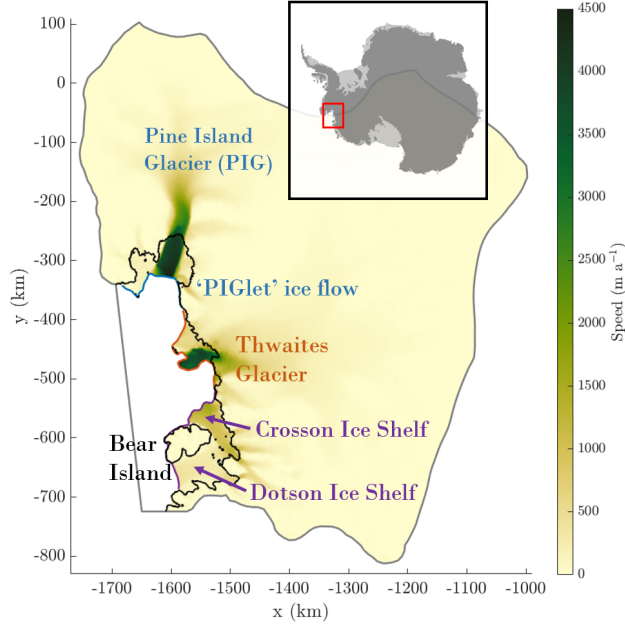 100
0
-100
-200
-300
-400
-500
-600
-700
-800
y (km)
Pine Island
Glacier (PIG)
'PIGlet' ice flow
Thwaites
Glacier
Crosson Ice Shelf
Bear
Island
Dotson Ice Shelf
-1700 -1600 -1500 -1400 -1300 -1200 -1100 -1000
x (km)
4500
4000
3500
3000
2500
2000
1500
1000
500
0
Speed (m a⁻¹)